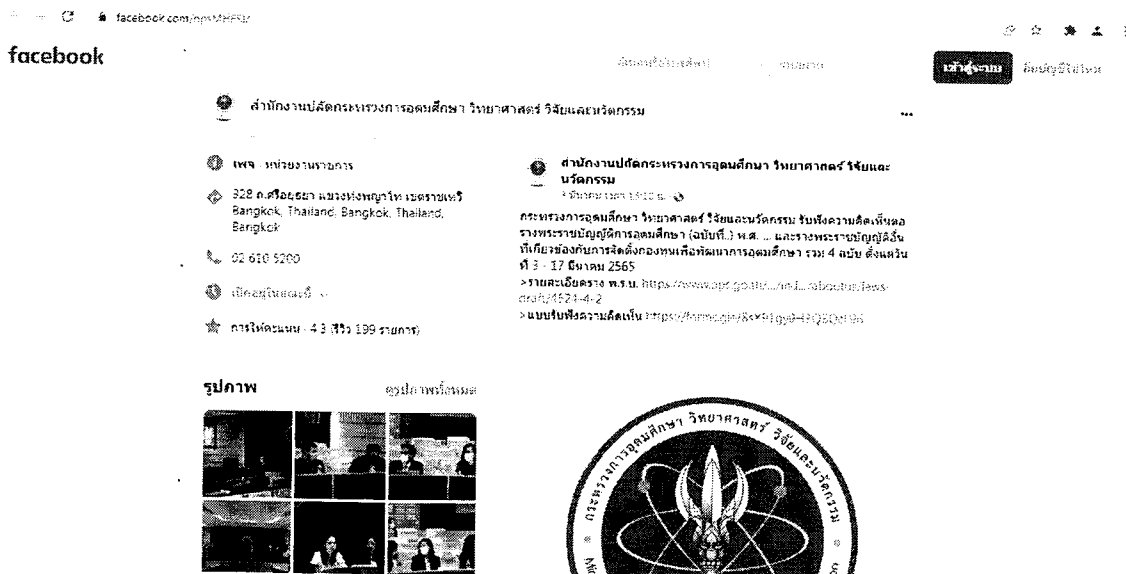 facebook.com/opsMHESI/
facebook
เข้าสู่ระบบ
สำนักงานปลัดกระทรวงการอุดมศึกษา วิทยาศาสตร์ วิจัยและนวัตกรรม
...
เพจ · หน่วยงานราชการ
328 ถ.ศรีอยุธยา แขวงทุ่งพญาไท เขตราชเทวี
Bangkok, Thailand, Bangkok, Thailand,
Bangkok
02 610 5200
เปิดอยู่ในขณะนี้
การให้คะแนน · 4.3 (รีวิว 199 รายการ)
รูปภาพ
ดูรูปภาพทั้งหมด
สำนักงานปลัดกระทรวงการอุดมศึกษา วิทยาศาสตร์ วิจัยและ
นวัตกรรม
กระทรวงการอุดมศึกษา วิทยาศาสตร์ วิจัยและนวัตกรรม รับฟังความคิดเห็นต่อ
ร่างพระราชบัญญัติการอุดมศึกษา (ฉบับที่..) พ.ศ. ... และร่างพระราชบัญญัติอื่น
ที่เกี่ยวข้องกับการจัดตั้งกองทุนเพื่อพัฒนาการอุดมศึกษา รวม 4 ฉบับ ตั้งแต่วัน
ที่ 3 - 17 มีนาคม 2565
>รายละเอียดร่าง พ.ร.บ.
>แบบรับฟังความคิดเห็น
กระทรวงการอุดมศึกษา วิทยาศาสตร์ วิจัยและนวัตกรรม